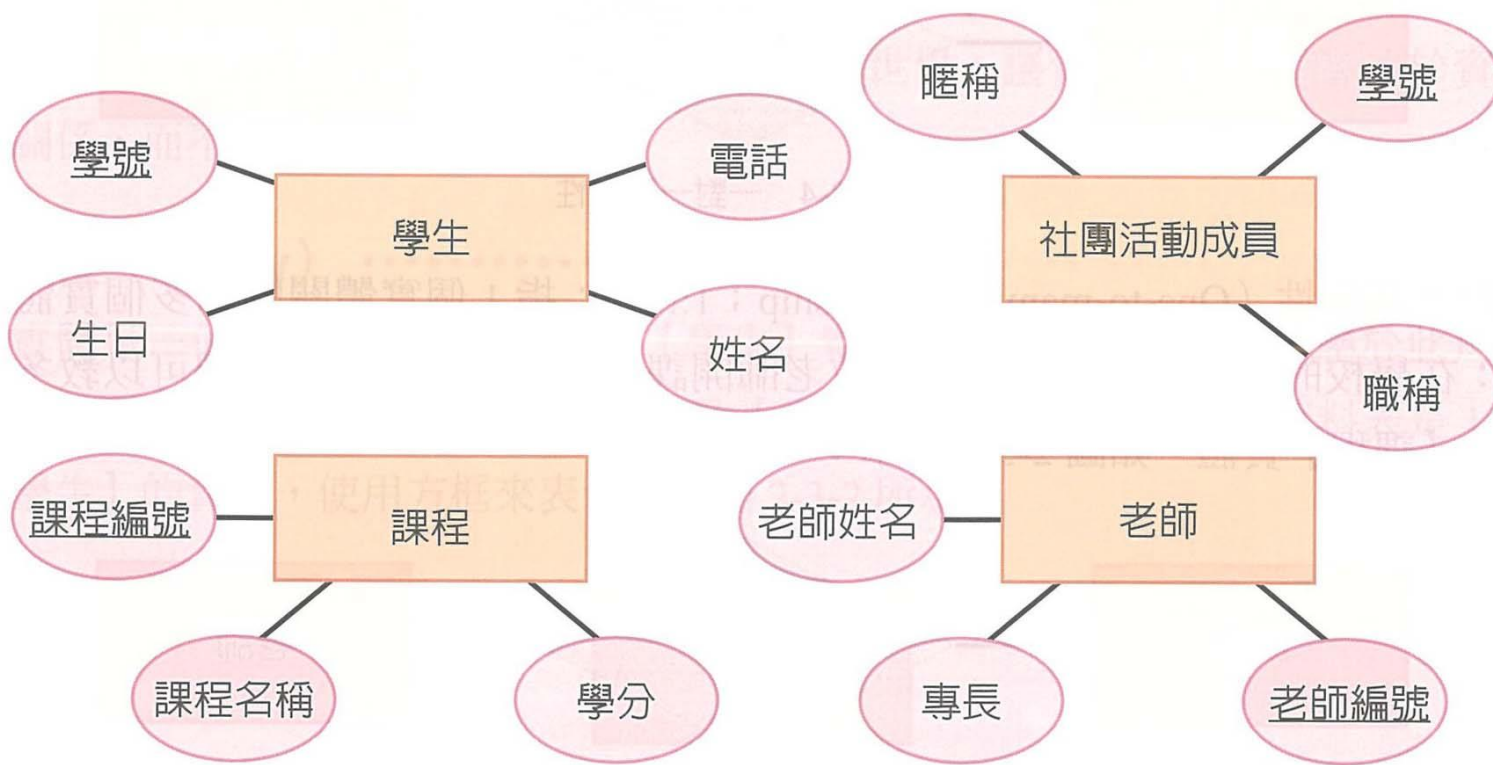 學號
電話
學生
生日
姓名
暱稱
學號
社團活動成員
職稱
課程編號
課程
課程名稱
學分
老師姓名
老師
專長
老師編號